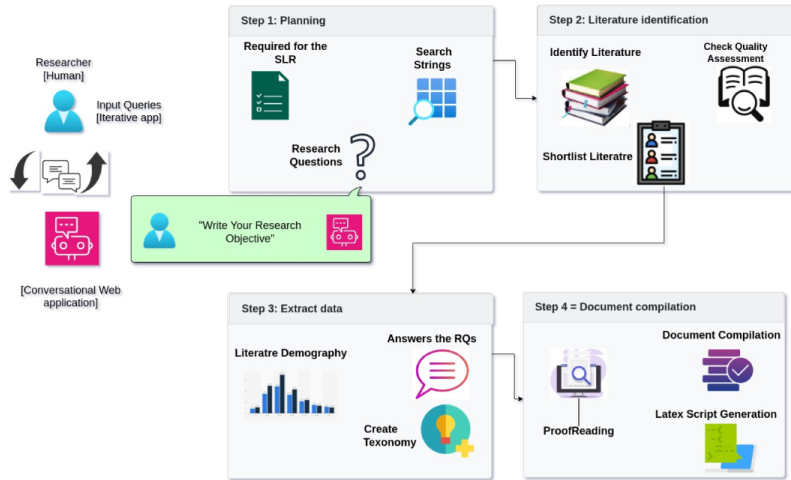 Researcher
[Human]
Input Queries
[Iterative app]
[Conversational Web
application]
Step 1: Planning
Required for the
SLR
Search
Strings
Research
Questions
"Write Your Research
Objective"
Step 2: Literature identification
Identify Literature
Check Quality
Assessment
Shortlist Literatre
Step 3: Extract data
Literatre Demography
Answers the RQs
Create
Texonomy
Step 4 = Document compilation
Document Compilation
ProofReading
Latex Script Generation